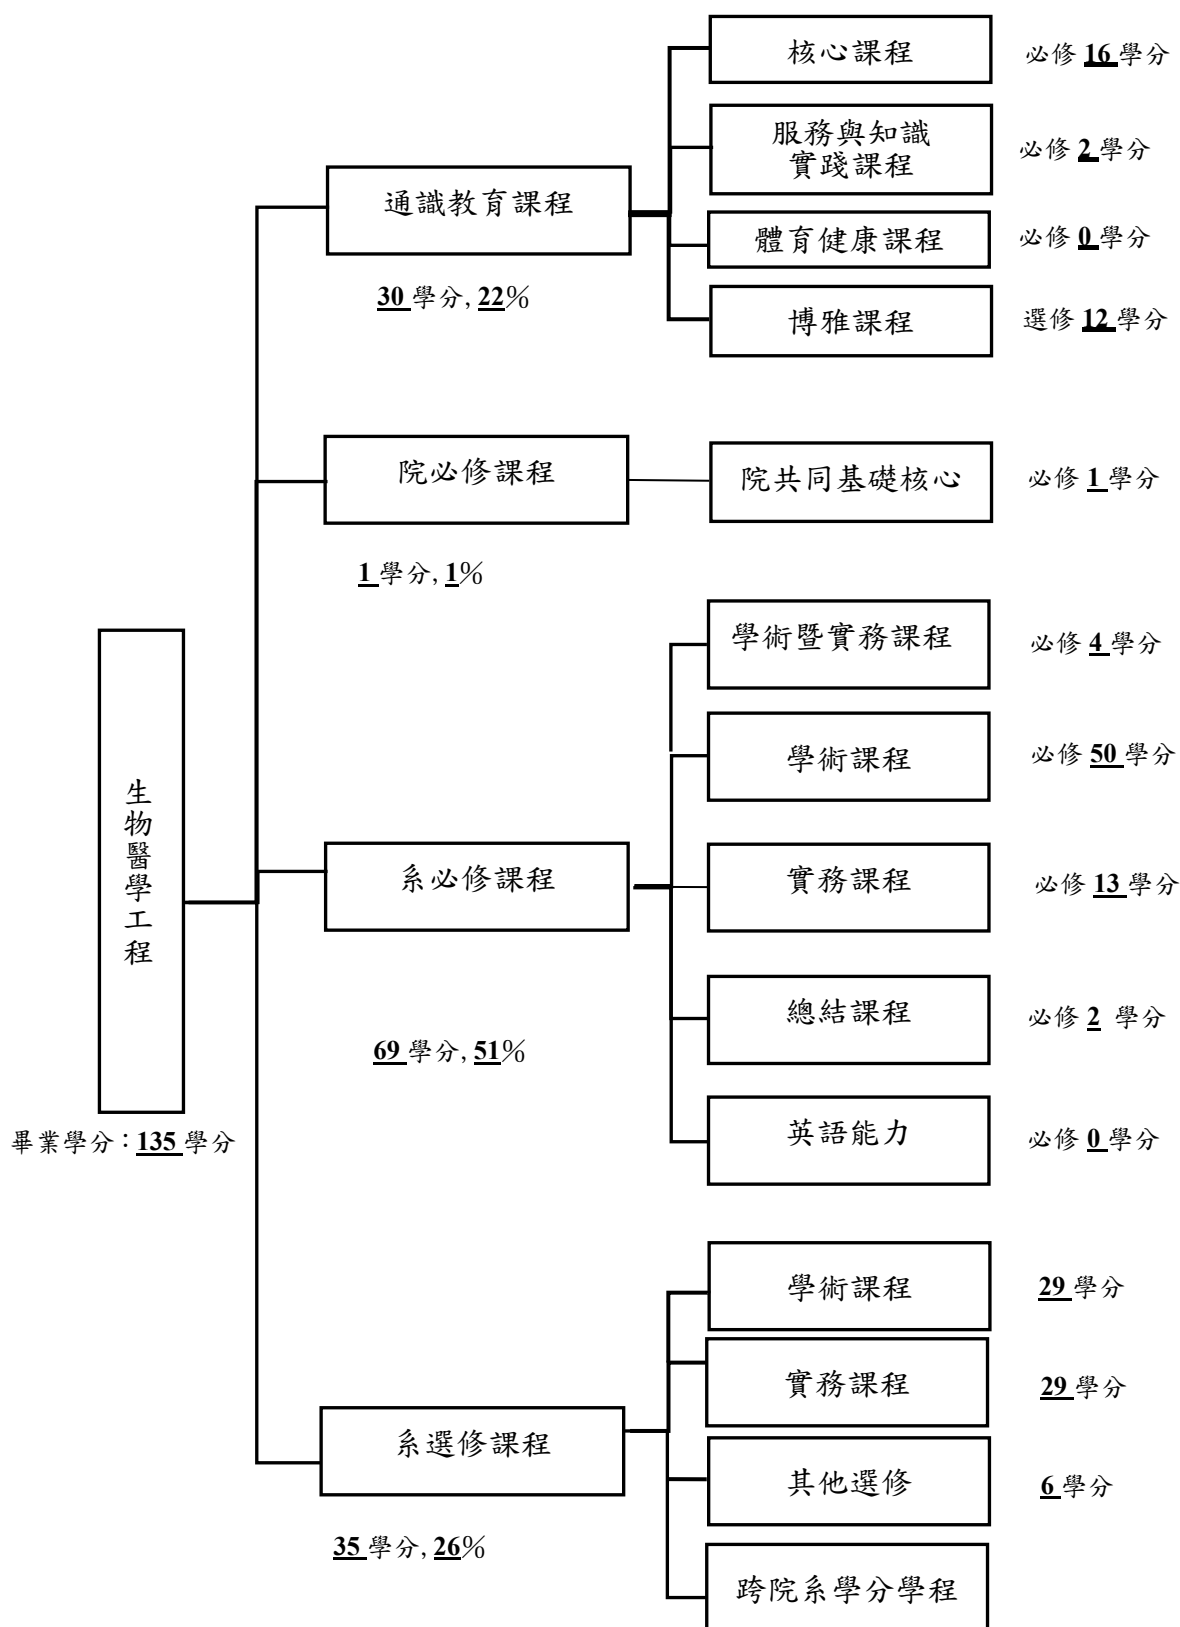 核心課程
必修 16 學分
服務與知識
實踐課程
必修 2 學分
通識教育課程
體育健康課程
必修 0 學分
30 學分, 22%
博雅課程
選修 12 學分
院必修課程
院共同基礎核心
必修 1 學分
1 學分, 1%
學術暨實務課程
必修 4 學分
學術課程
必修 50 學分
生物醫學工程
畢業學分：135 學分
系必修課程
69 學分, 51%
實務課程
必修 13 學分
總結課程
必修 2 學分
英語能力
必修 0 學分
學術課程
29 學分
實務課程
29 學分
系選修課程
35 學分, 26%
其他選修
6 學分
跨院系學分學程